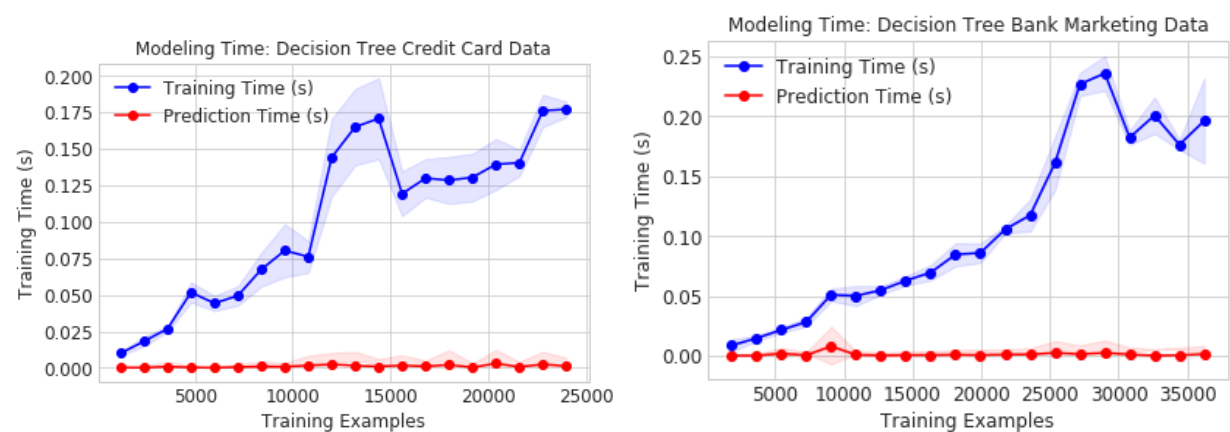 Modeling Time: Decision Tree Credit Card Data
Training Time (s)
Prediction Time (s)
0.200
0.175
0.150
0.125
0.100
0.075
0.050
0.025
0.000
Training Time (s)
5000 10000 15000 20000 25000
Training Examples
Modeling Time: Decision Tree Bank Marketing Data
Training Time (s)
Prediction Time (s)
0.25
0.20
0.15
0.10
0.05
0.00
Training Time (s)
5000 10000 15000 20000 25000 30000 35000
Training Examples